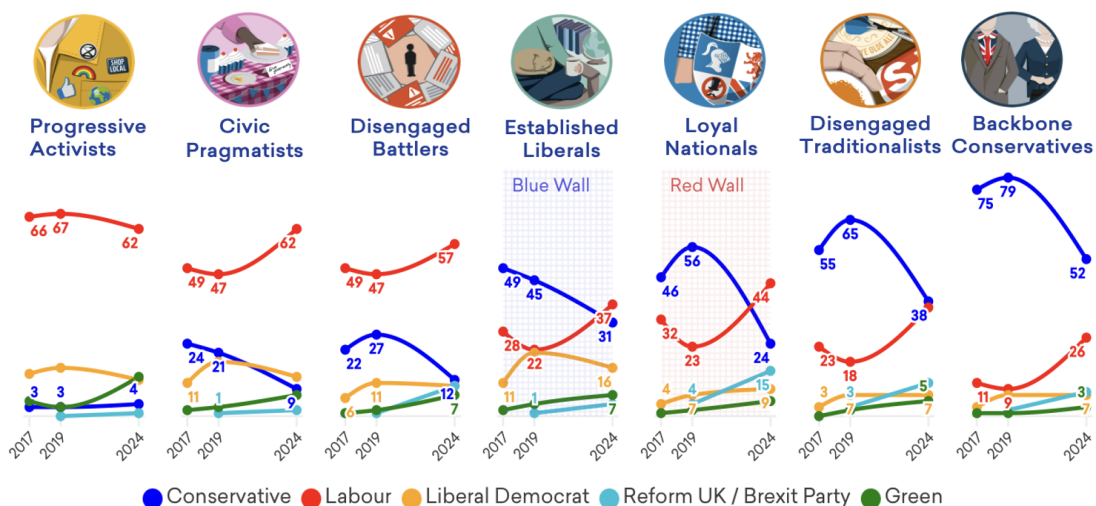 SHOP
LOCAL
Progressive
Activists
Civic
Pragmatists
Disengaged
Battlers
Established
Liberals
Loyal
Nationals
Disengaged
Traditionalists
Backbone
Conservatives
Blue Wall
Red Wall
66 67 62
3 3 4
49 47 62
24 21
11 1 9
49 47 57
22 27
6 11 12 7
49 45 37 31
28 22
11 1 16 7
46 56 44
32 23 24
4 4 7 15 9
55 65 38
23 18
3 3 7 5 7
75 79 52
11 9 26
3 7
2017 2019 2024
2017 2019 2024
2017 2019 2024
2017 2019 2024
2017 2019 2024
2017 2019 2024
2017 2019 2024
Conservative Labour Liberal Democrat Reform UK / Brexit Party Green